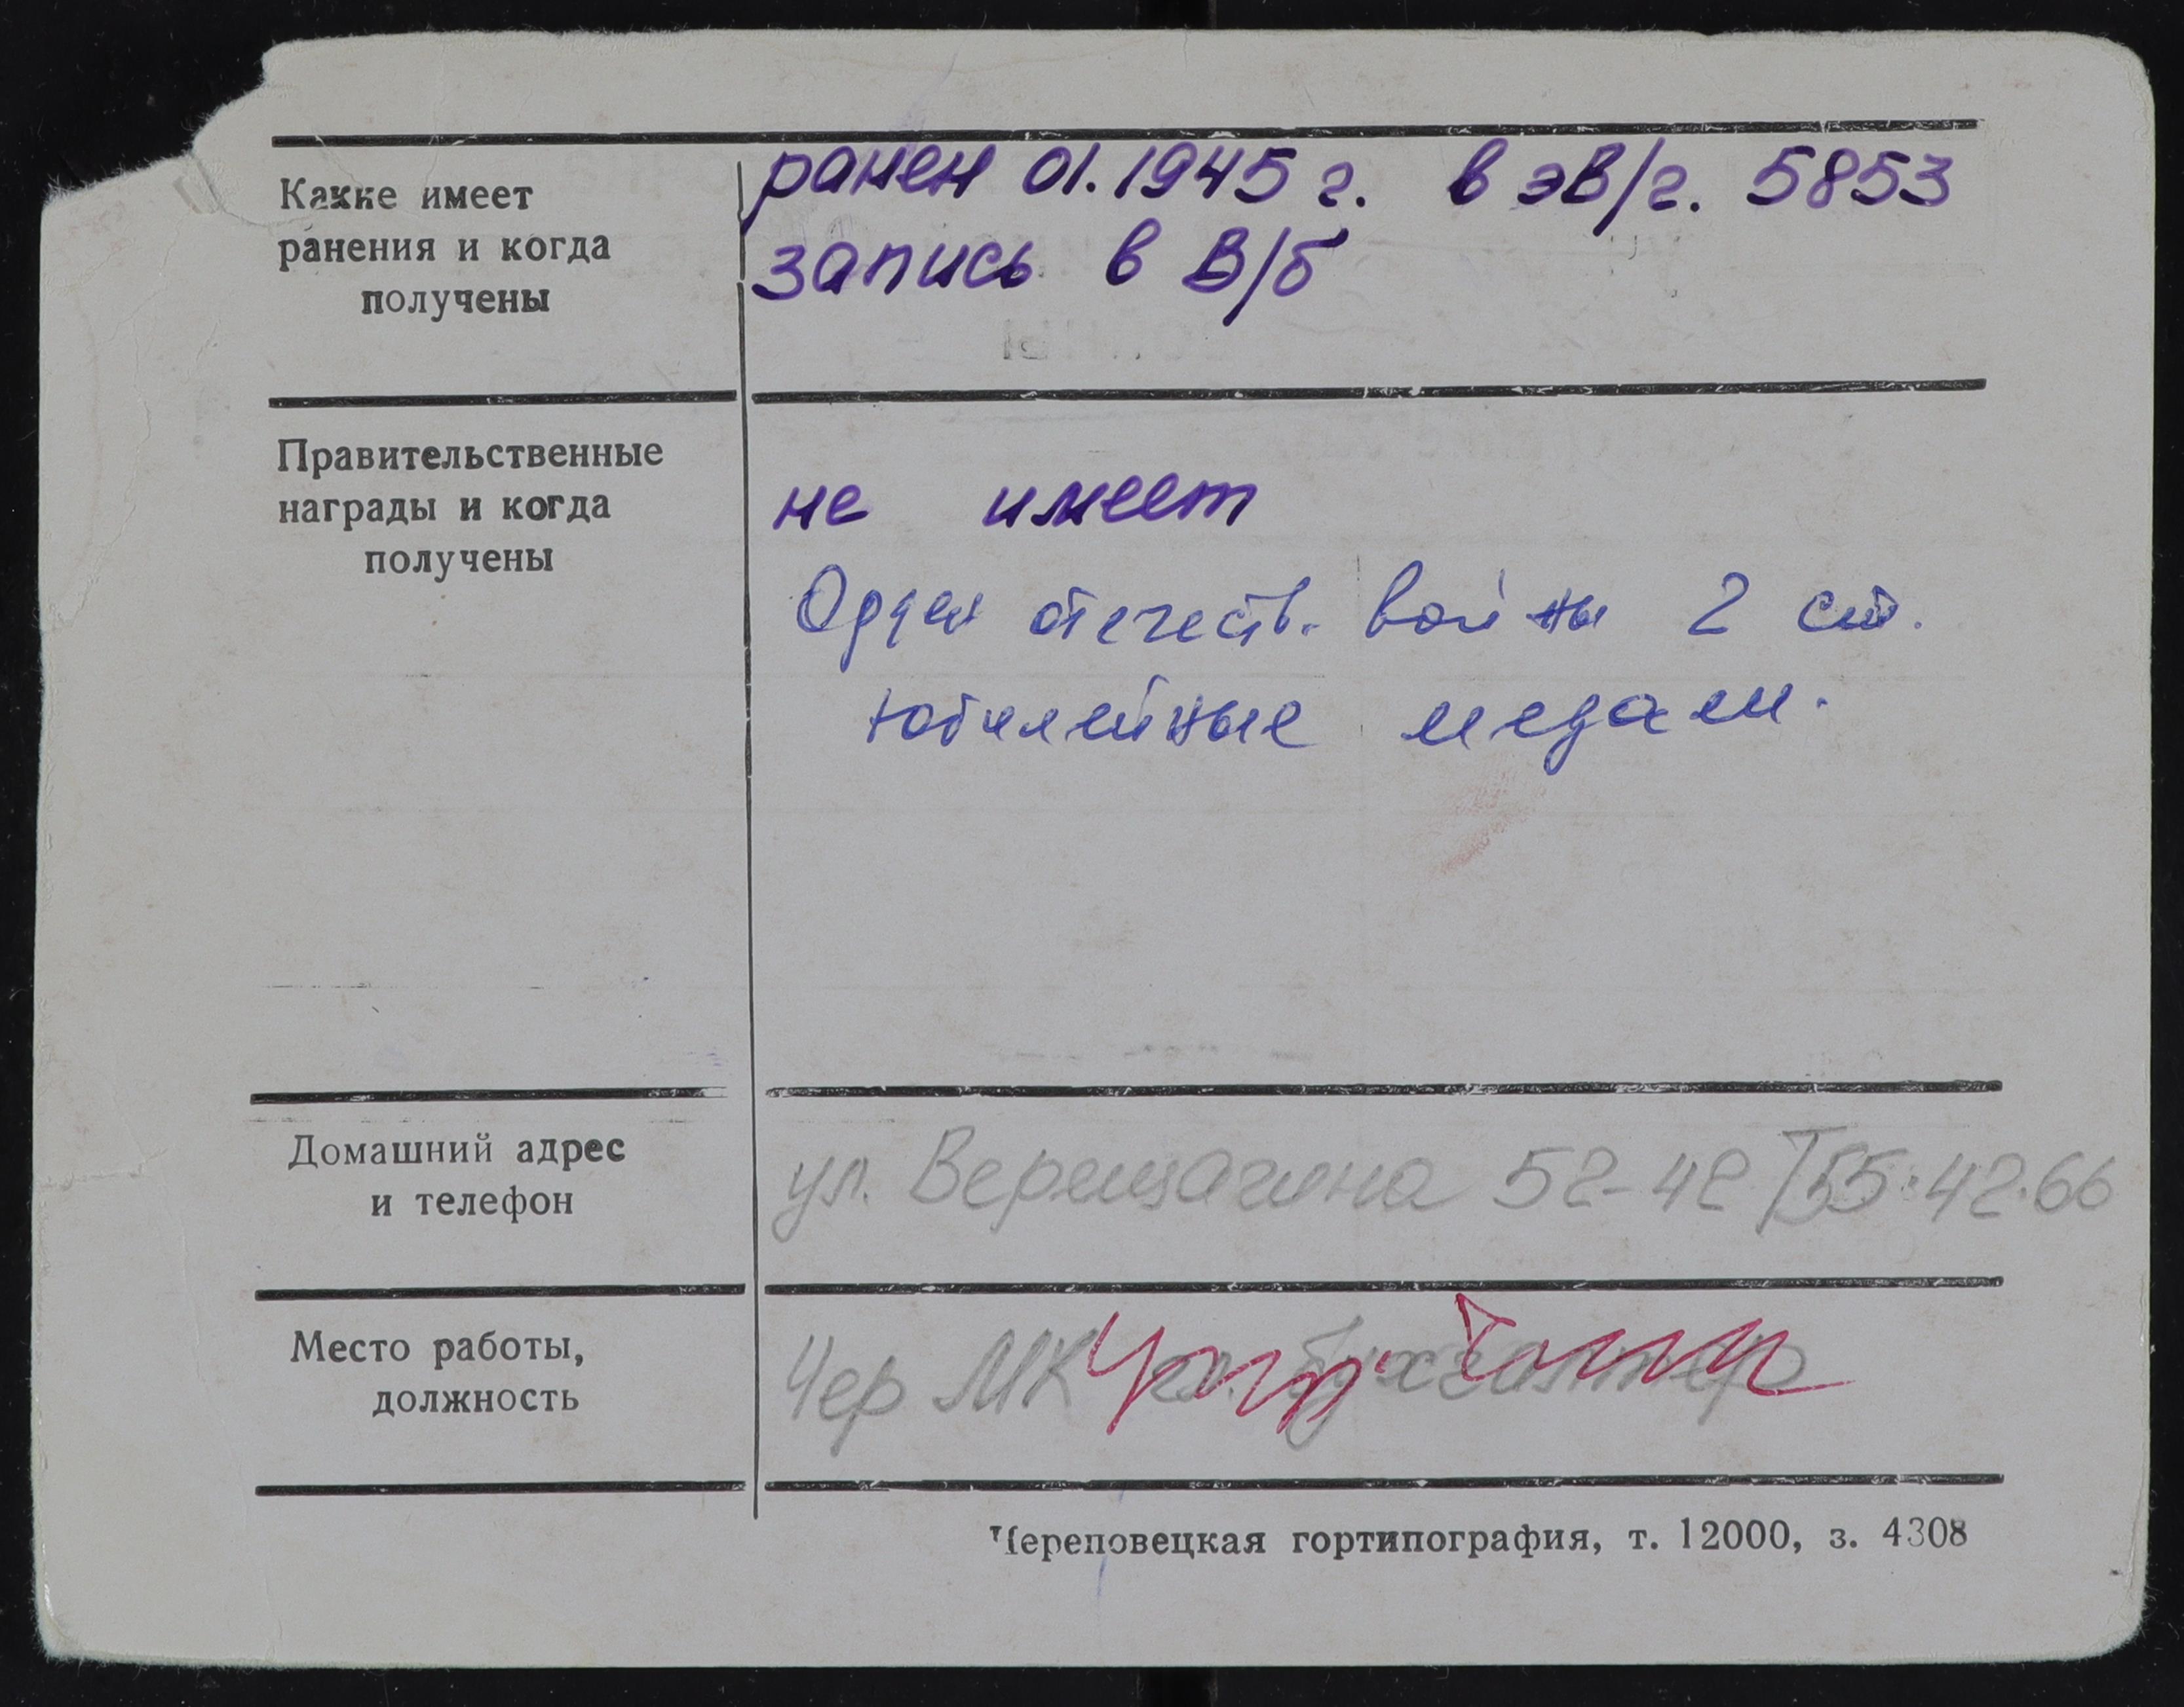 Какие имеет
ранения и когда
получены
ранен 01.1945 г. в эВ/г. 5853
запись в В/б
Правительственные
награды и когда
получены
не имеет
Орден отечеств. войны 2 ст.
юбилейные медали.
Домашний адрес
и телефон
ул. Верещагина 52-42 Т 55.42.66
Место работы,
должность
Чер МК гл. бухгалтер
Череповецкая гортипография, т. 12000, з. 4308